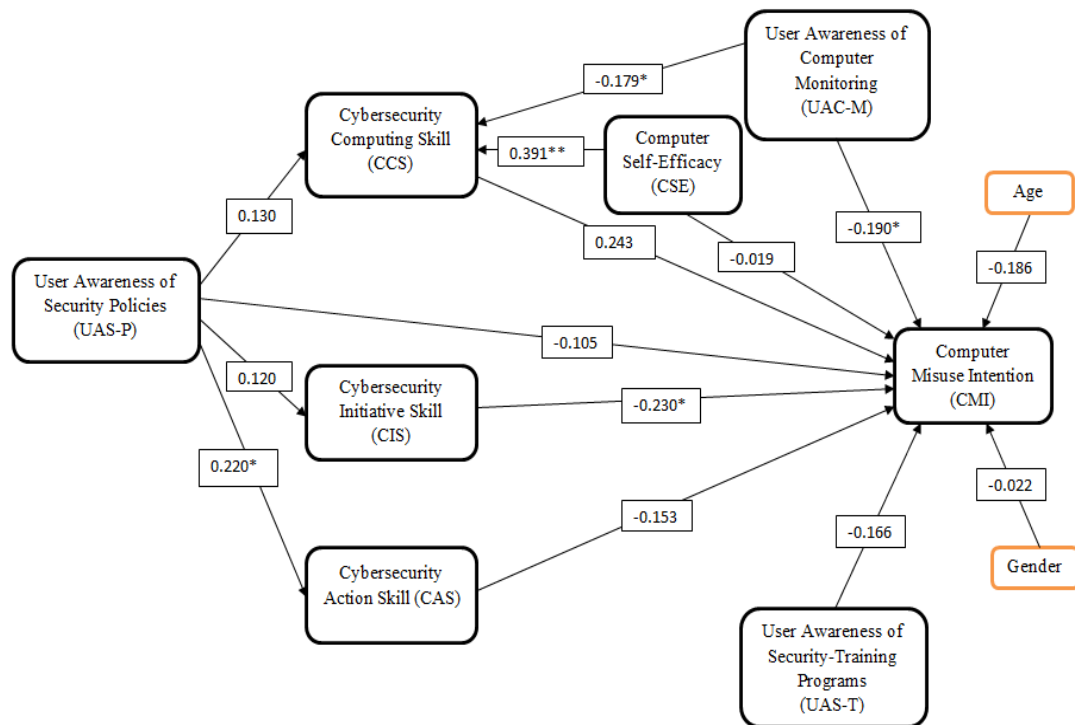 User Awareness of
Computer
Monitoring
(UAC-M)
-0.179*
Cybersecurity
Computing Skill
(CCS)
0.391**
Computer
Self-Efficacy
(CSE)
Age
0.130
0.243
-0.019
-0.190*
-0.186
User Awareness of
Security Policies
(UAS-P)
-0.105
Computer
Misuse Intention
(CMI)
0.120
Cybersecurity
Initiative Skill
(CIS)
-0.230*
0.220*
-0.022
-0.153
-0.166
Cybersecurity
Action Skill (CAS)
Gender
User Awareness of
Security-Training
Programs
(UAS-T)